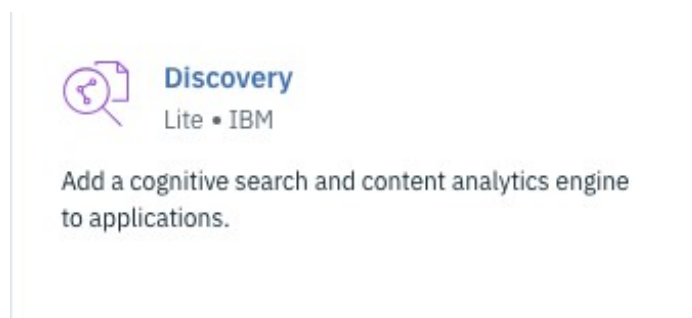 Discovery
Lite • IBM
Add a cognitive search and content analytics engine
to applications.